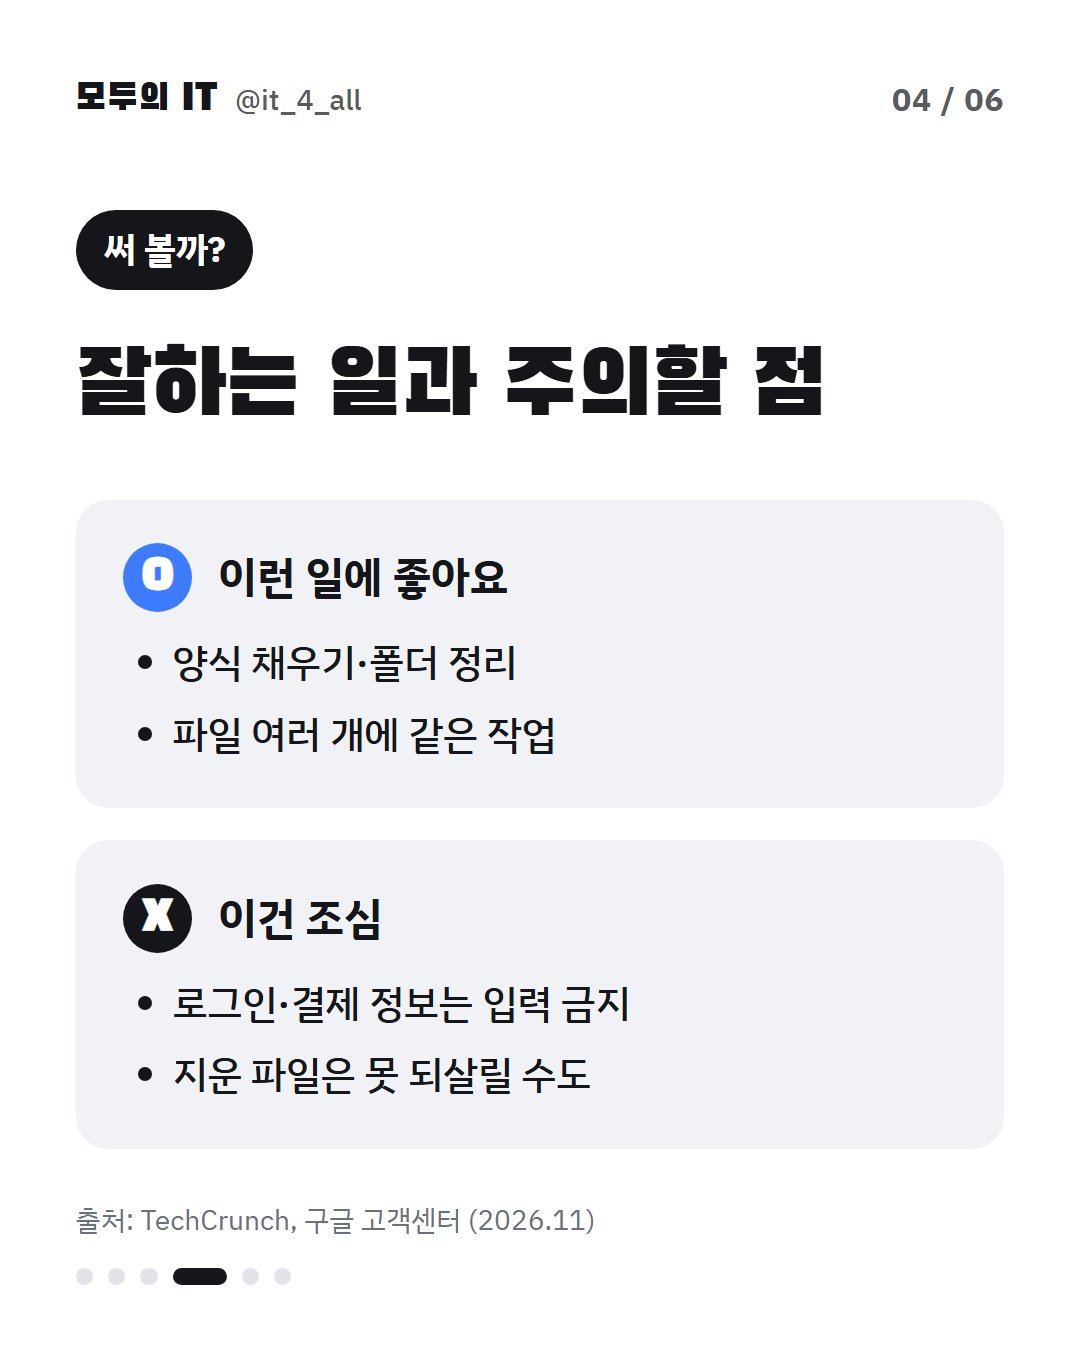 모두의 IT @it_4_all 04 / 06
써 볼까?
잘하는 일과 주의할 점
O 이런 일에 좋아요
• 양식 채우기·폴더 정리
• 파일 여러 개에 같은 작업
X 이건 조심
• 로그인·결제 정보는 입력 금지
• 지운 파일은 못 되살릴 수도
출처: TechCrunch, 구글 고객센터 (2026.11)